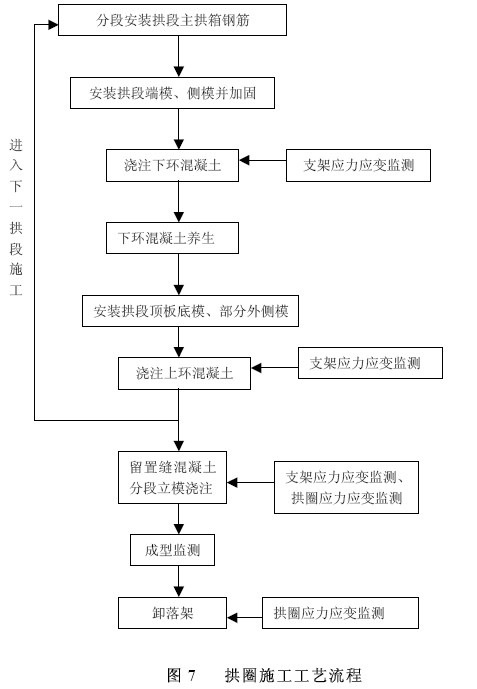 分段安装拱段主拱箱钢筋
安装拱段端模、侧模并加固
浇注下环混凝土
支架应力应变监测
下环混凝土养生
安装拱段顶板底模、部分外侧模
浇注上环混凝土
支架应力应变监测
进入下一拱段施工
留置缝混凝土
分段立模浇注
支架应力应变监测、
拱圈应力应变监测
成型监测
卸落架
拱圈应力应变监测
图 7 拱圈施工工艺流程